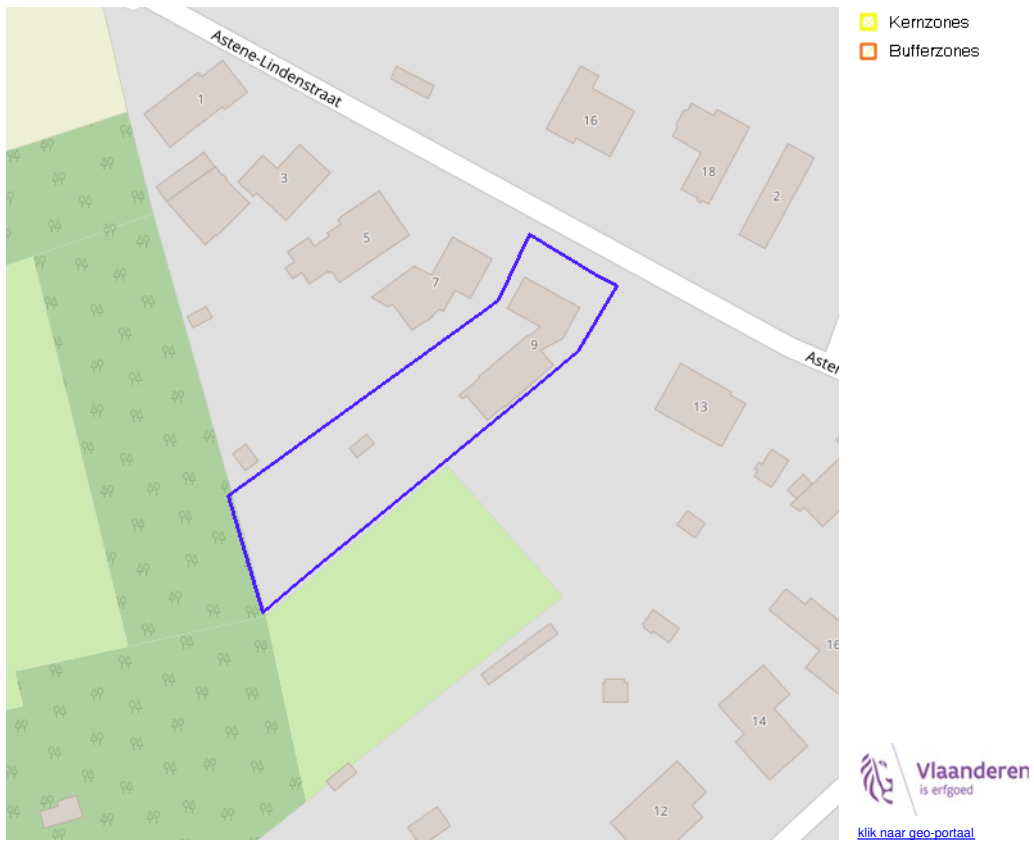 Astene-Lindenstraat
Kernzones
Bufferzones
1
16
3
18
2
5
7
9
Aster
13
16
14
12
Vlaanderen
is erfgoed
klik naar geo-portaal